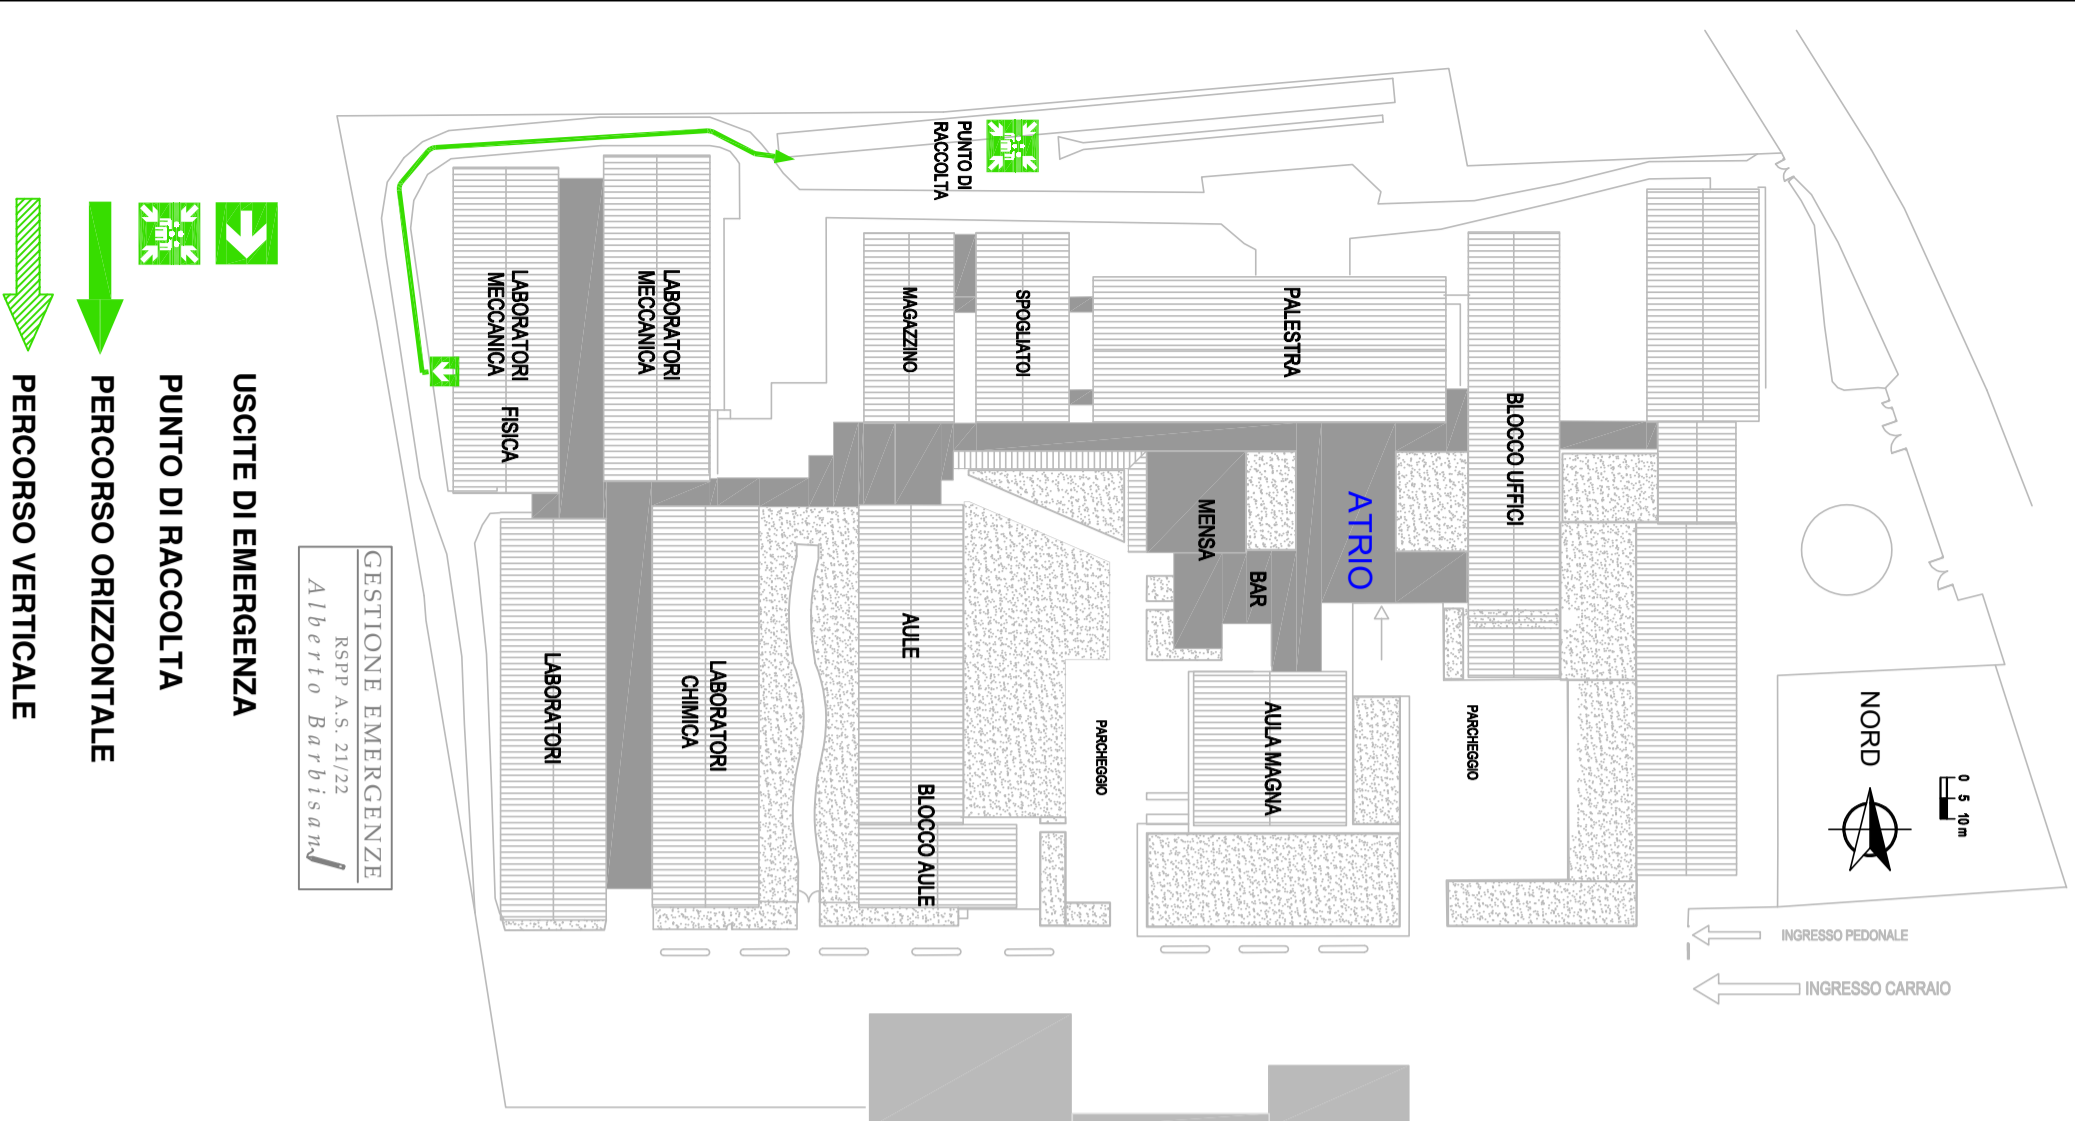 PUNTO DI
RACCOLTA
LABORATORI
MECCANICA
FISICA
LABORATORI
MECCANICA
MAGAZZINO
SPOGLIATOI
PALESTRA
BLOCCO UFFICI
MENSA
BAR
ATRIO
AULE
BLOCCO AULE
LABORATORI
LABORATORI
CHIMICA
AULA MAGNA
PARCHEGGIO
PARCHEGGIO
NORD
0 5 10 m
INGRESSO PEDONALE
INGRESSO CARRAIO
USCITE DI EMERGENZA
PUNTO DI RACCOLTA
PERCORSO ORIZZONTALE
PERCORSO VERTICALE
GESTIONE EMERGENZE
RSPP A.S. 21/22
Alberto Barbisan